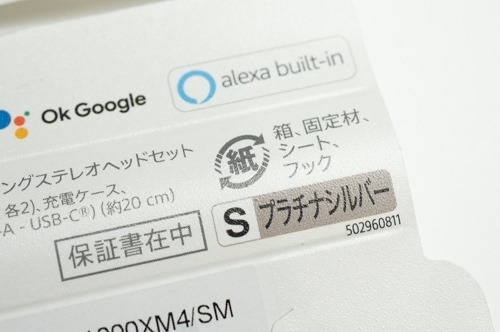 Ok Google
alexa built-in
ングステレオヘッドセット
各2)、充電ケース、
-A - USB-C®) (約20 cm)
紙
箱、固定材、
シート、
フック
保証書在中
S プラチナシルバー
502960811
000XM4/SM